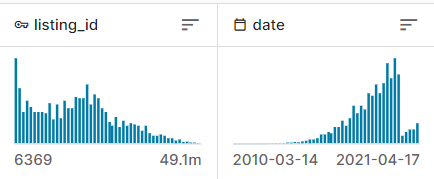 listing_id
date
6369 49.1m
2010-03-14 2021-04-17